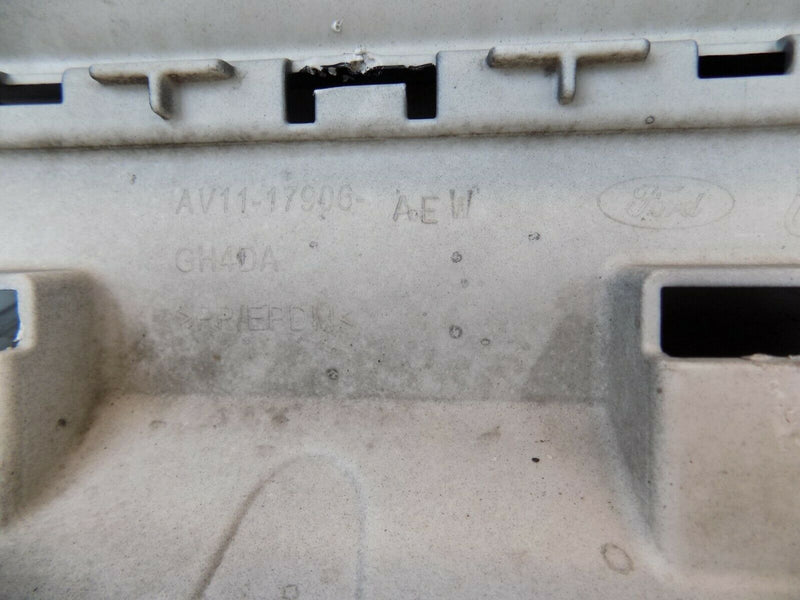 AV11-17906- AEW
Ford
GH4DA
>PP/EPDM<